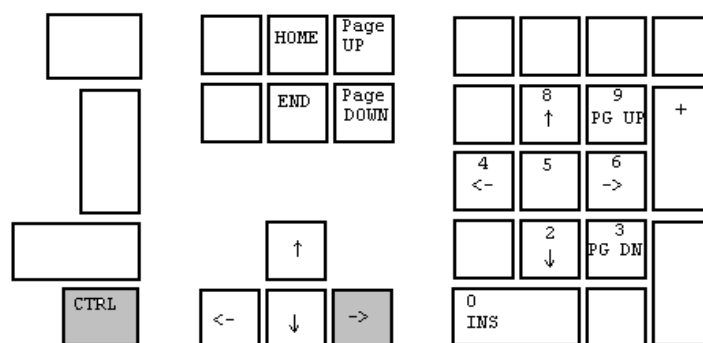 HOME
Page
UP
END
Page
DOWN
8
↑
9
PG UP
+
4
<-
5
6
->
↑
2
↓
3
PG DN
CTRL
<-
↓
->
0
INS